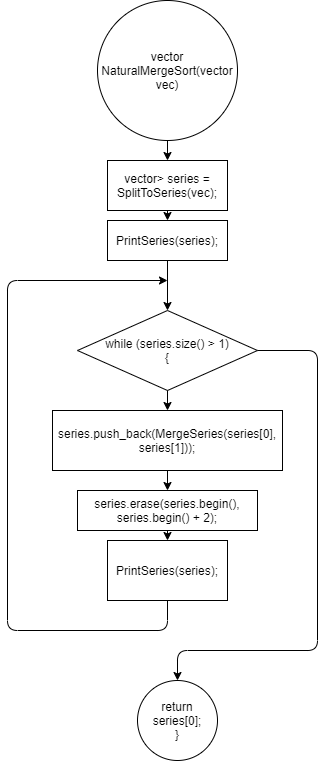 vector
NaturalMergeSort(vector
vec)
vector> series =
SplitToSeries(vec);
PrintSeries(series);
while (series.size() > 1)
{
series.push_back(MergeSeries(series[0],
series[1]));
series.erase(series.begin(),
series.begin() + 2);
PrintSeries(series);
return
series[0];
}